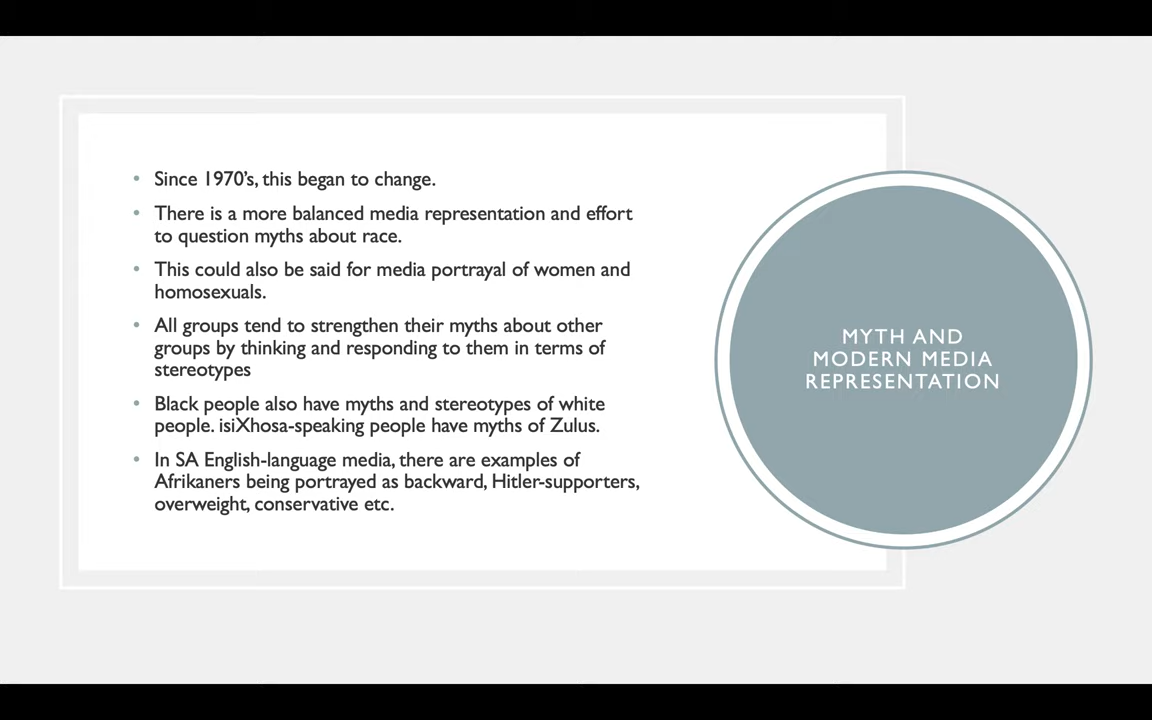 Since 1970's, this began to change.
There is a more balanced media representation and effort
to question myths about race.
This could also be said for media portrayal of women and
homosexuals.
All groups tend to strengthen their myths about other
groups by thinking and responding to them in terms of
stereotypes
Black people also have myths and stereotypes of white
people. isiXhosa-speaking people have myths of Zulus.
In SA English-language media, there are examples of
Afrikaners being portrayed as backward, Hitler-supporters,
overweight, conservative etc.
MYTH AND
MODERN MEDIA
REPRESENTATION